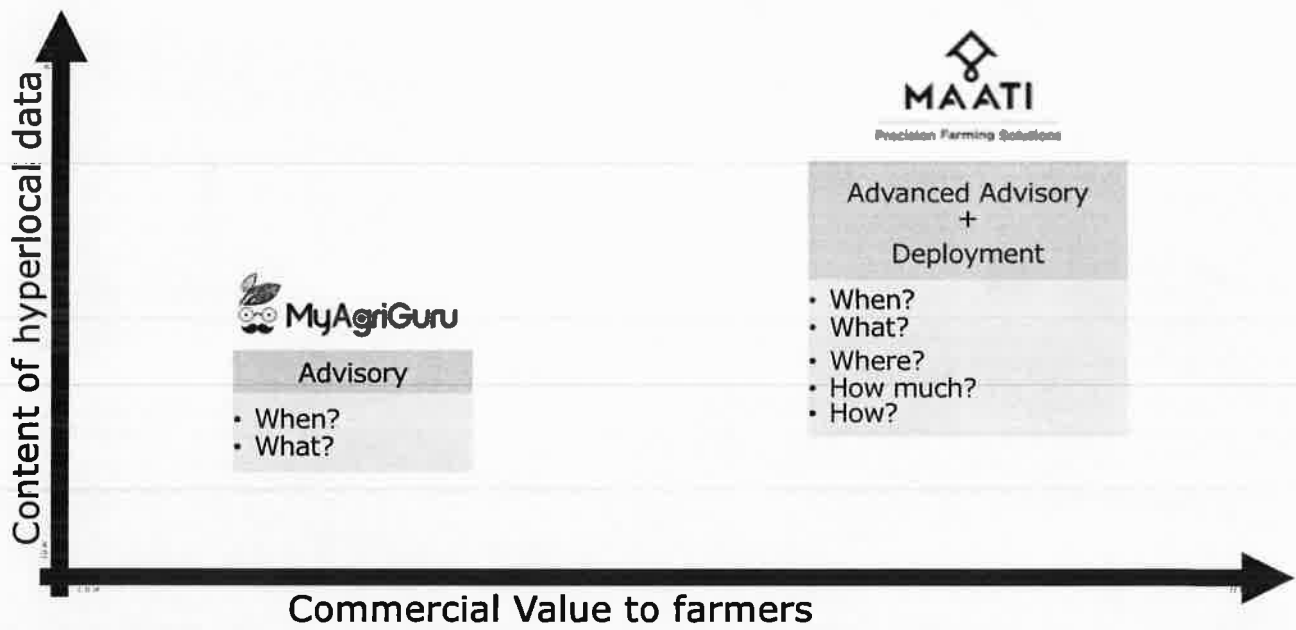 Content of hyperlocal data
MAATI
Precision Farming Solutions
Advanced Advisory
+
Deployment
• When?
• What?
• Where?
• How much?
• How?
MyAgriGuru
Advisory
• When?
• What?
Commercial Value to farmers